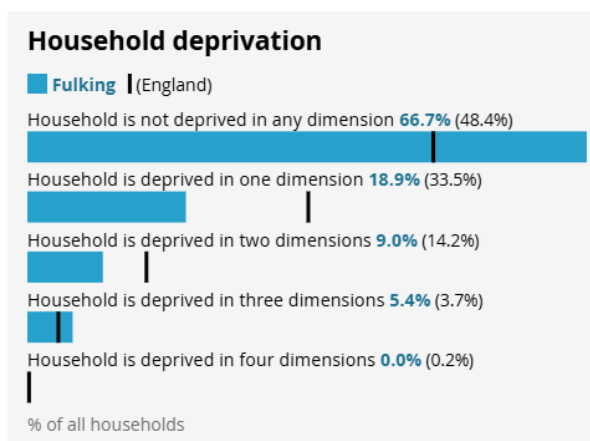 Household deprivation
Fulking (England)
Household is not deprived in any dimension 66.7% (48.4%)
Household is deprived in one dimension 18.9% (33.5%)
Household is deprived in two dimensions 9.0% (14.2%)
Household is deprived in three dimensions 5.4% (3.7%)
Household is deprived in four dimensions 0.0% (0.2%)
% of all households